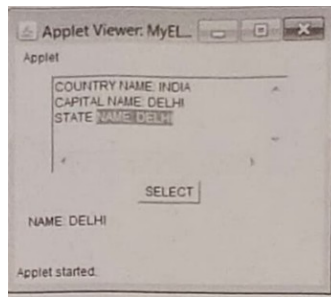 Applet Viewer: MyEL...
Applet
COUNTRY NAME: INDIA
CAPITAL NAME: DELHI
STATE NAME: DELHI
SELECT
NAME: DELHI
Applet started.